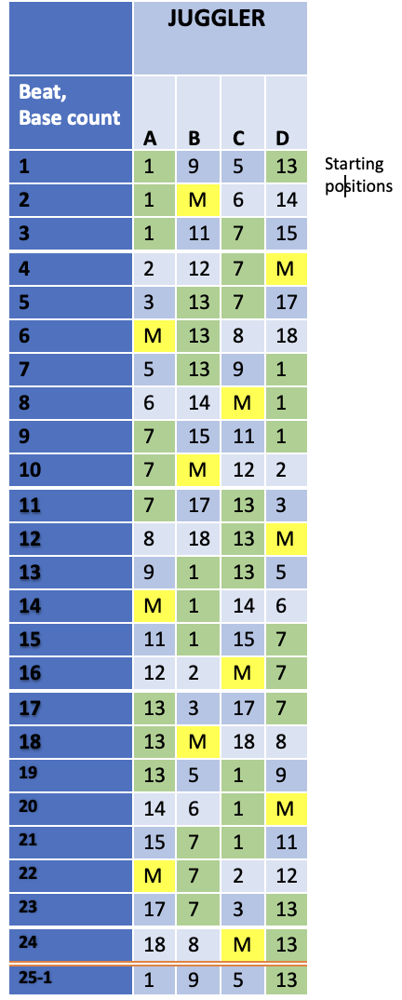 JUGGLER
Beat,
Base count
A B C D
1 1 9 5 13 Starting
positions
2 1 M 6 14
3 1 11 7 15
4 2 12 7 M
5 3 13 7 17
6 M 13 8 18
7 5 13 9 1
8 6 14 M 1
9 7 15 11 1
10 7 M 12 2
11 7 17 13 3
12 8 18 13 M
13 9 1 13 5
14 M 1 14 6
15 11 1 15 7
16 12 2 M 7
17 13 3 17 7
18 13 M 18 8
19 13 5 1 9
20 14 6 1 M
21 15 7 1 11
22 M 7 2 12
23 17 7 3 13
24 18 8 M 13
25-1 1 9 5 13